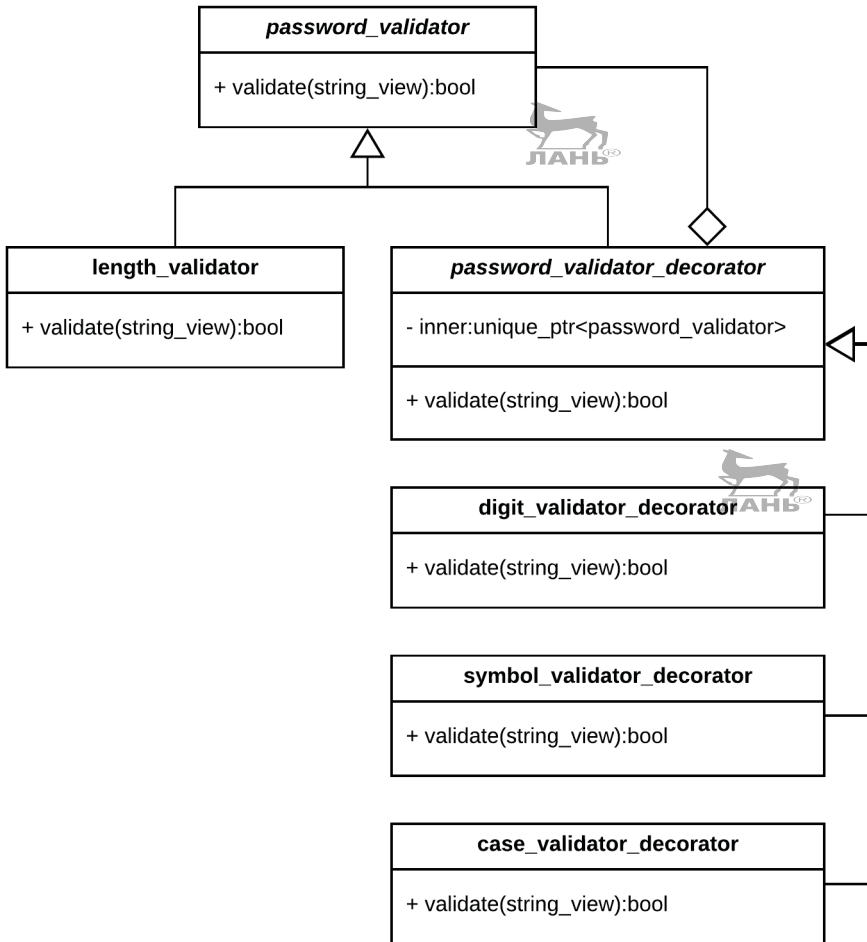 password_validator
+ validate(string_view):bool
ЛАНЬ®
length_validator
+ validate(string_view):bool
password_validator_decorator
- inner:unique_ptr<password_validator>
+ validate(string_view):bool
ЛАНЬ®
digit_validator_decorator
+ validate(string_view):bool
symbol_validator_decorator
+ validate(string_view):bool
case_validator_decorator
+ validate(string_view):bool